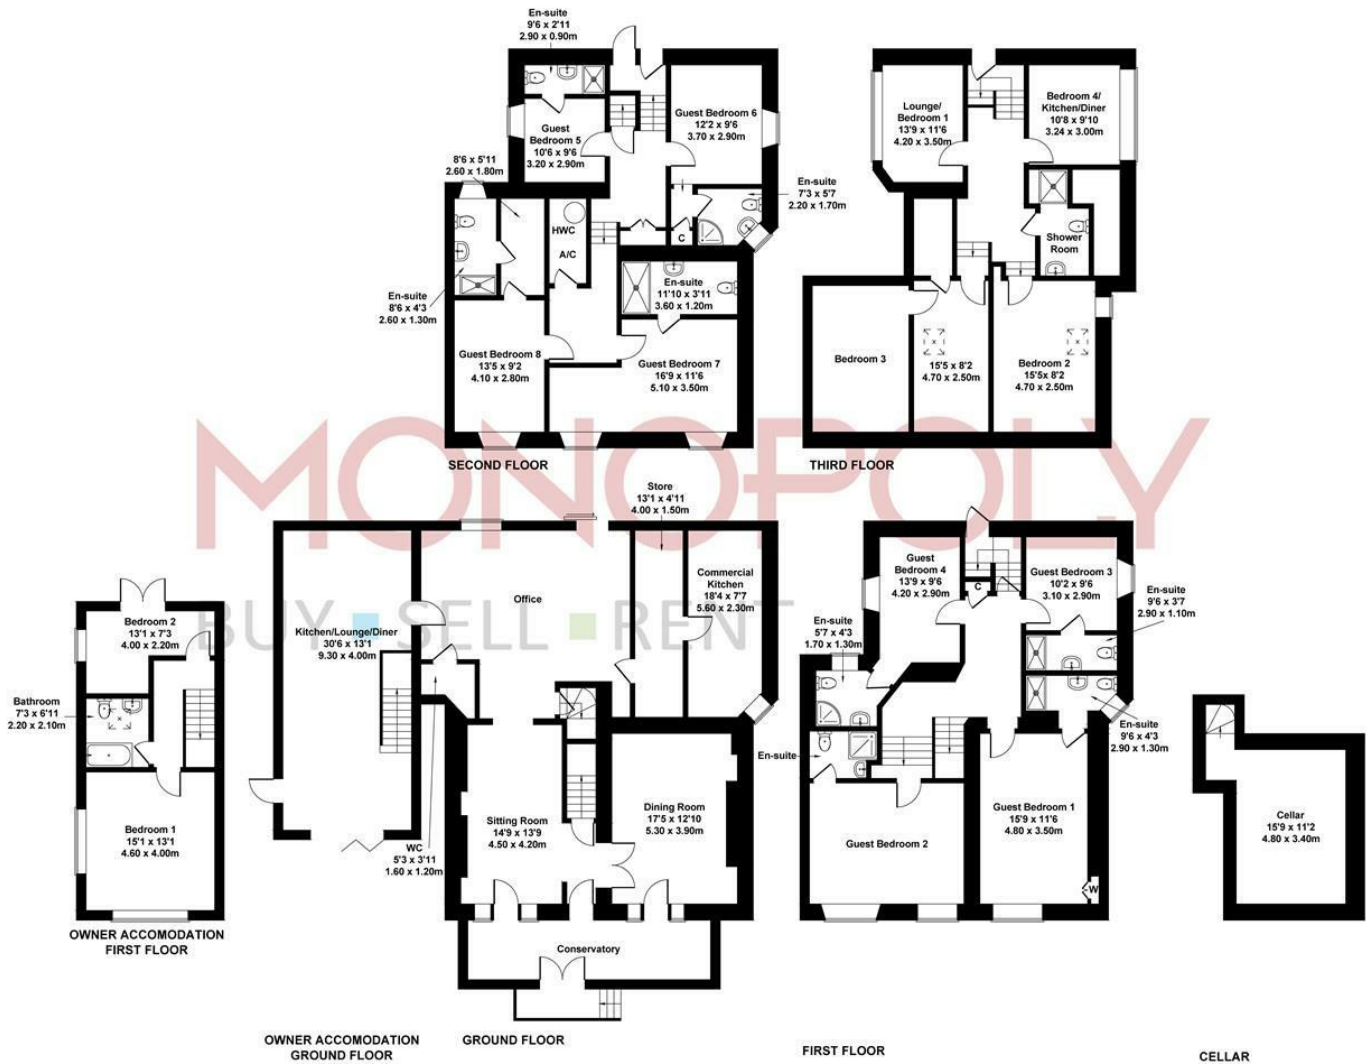 En-suite
9'6 x 2'11
2.90 x 0.90m
Guest
Bedroom 5
10'6 x 9'6
3.20 x 2.90m
Guest Bedroom 6
12'2 x 9'6
3.70 x 2.90m
8'6 x 5'11
2.60 x 1.80m
En-suite
7'3 x 5'7
2.20 x 1.70m
HWC
A/C
C
En-suite
11'10 x 3'11
3.60 x 1.20m
En-suite
8'6 x 4'3
2.60 x 1.30m
Guest Bedroom 8
13'5 x 9'2
4.10 x 2.80m
Guest Bedroom 7
16'9 x 11'6
5.10 x 3.50m
SECOND FLOOR
Lounge/
Bedroom 1
13'9 x 11'6
4.20 x 3.50m
Bedroom 4/
Kitchen/Diner
10'8 x 9'10
3.24 x 3.00m
Shower
Room
Bedroom 3
15'5 x 8'2
4.70 x 2.50m
Bedroom 2
15'5x 8'2
4.70 x 2.50m
THIRD FLOOR
MONOPOLY
BUY SELL RENT
Bedroom 2
13'1 x 7'3
4.00 x 2.20m
Bathroom
7'3 x 6'11
2.20 x 2.10m
Bedroom 1
15'1 x 13'1
4.60 x 4.00m
OWNER ACCOMODATION
FIRST FLOOR
Kitchen/Lounge/Diner
30'6 x 13'1
9.30 x 4.00m
OWNER ACCOMODATION
GROUND FLOOR
Store
13'1 x 4'11
4.00 x 1.50m
Office
Commercial
Kitchen
18'4 x 7'7
5.60 x 2.30m
WC
5'3 x 3'11
1.60 x 1.20m
Sitting Room
14'9 x 13'9
4.50 x 4.20m
Dining Room
17'5 x 12'10
5.30 x 3.90m
Conservatory
GROUND FLOOR
Guest
Bedroom 4
13'9 x 9'6
4.20 x 2.90m
C
Guest Bedroom 3
10'2 x 9'6
3.10 x 2.90m
En-suite
9'6 x 3'7
2.90 x 1.10m
En-suite
5'7 x 4'3
1.70 x 1.30m
En-suite
9'6 x 4'3
2.90 x 1.30m
En-suite
Guest Bedroom 2
Guest Bedroom 1
15'9 x 11'6
4.80 x 3.50m
W
FIRST FLOOR
Cellar
15'9 x 11'2
4.80 x 3.40m
CELLAR